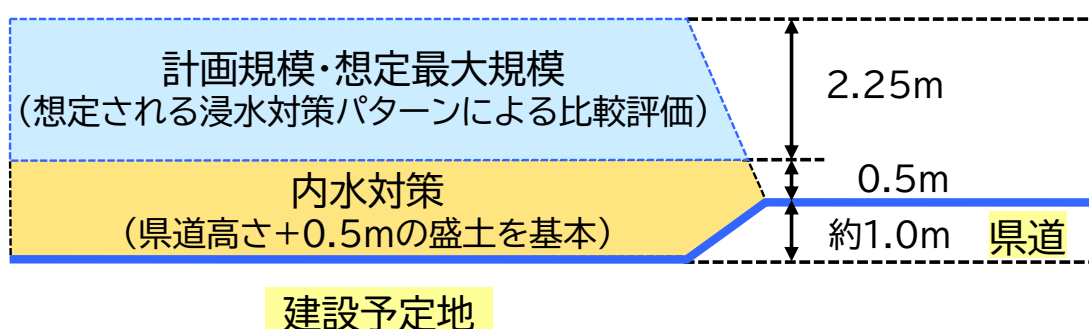 計画規模・想定最大規模
(想定される浸水対策パターンによる比較評価)
2.25m
内水対策
(県道高さ+0.5mの盛土を基本)
0.5m
約1.0m
県道
建設予定地